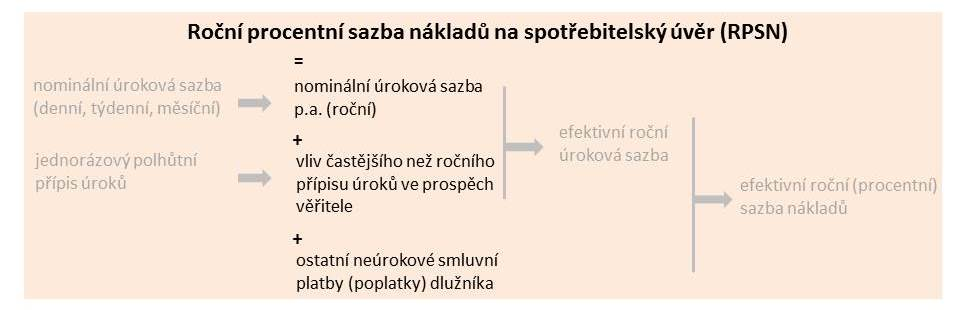 Roční procentní sazba nákladů na spotřebitelský úvěr (RPSN)
=
nominální úroková sazba
(denní, týdenní, měsíční)
nominální úroková sazba
p.a. (roční)
+
jednorázový polhůtní
přípis úroků
vliv častějšího než ročního
přípisu úroků ve prospěch
věřitele
efektivní roční
úroková sazba
+
ostatní neúrokové smluvní
platby (poplatky) dlužníka
efektivní roční (procentní)
sazba nákladů